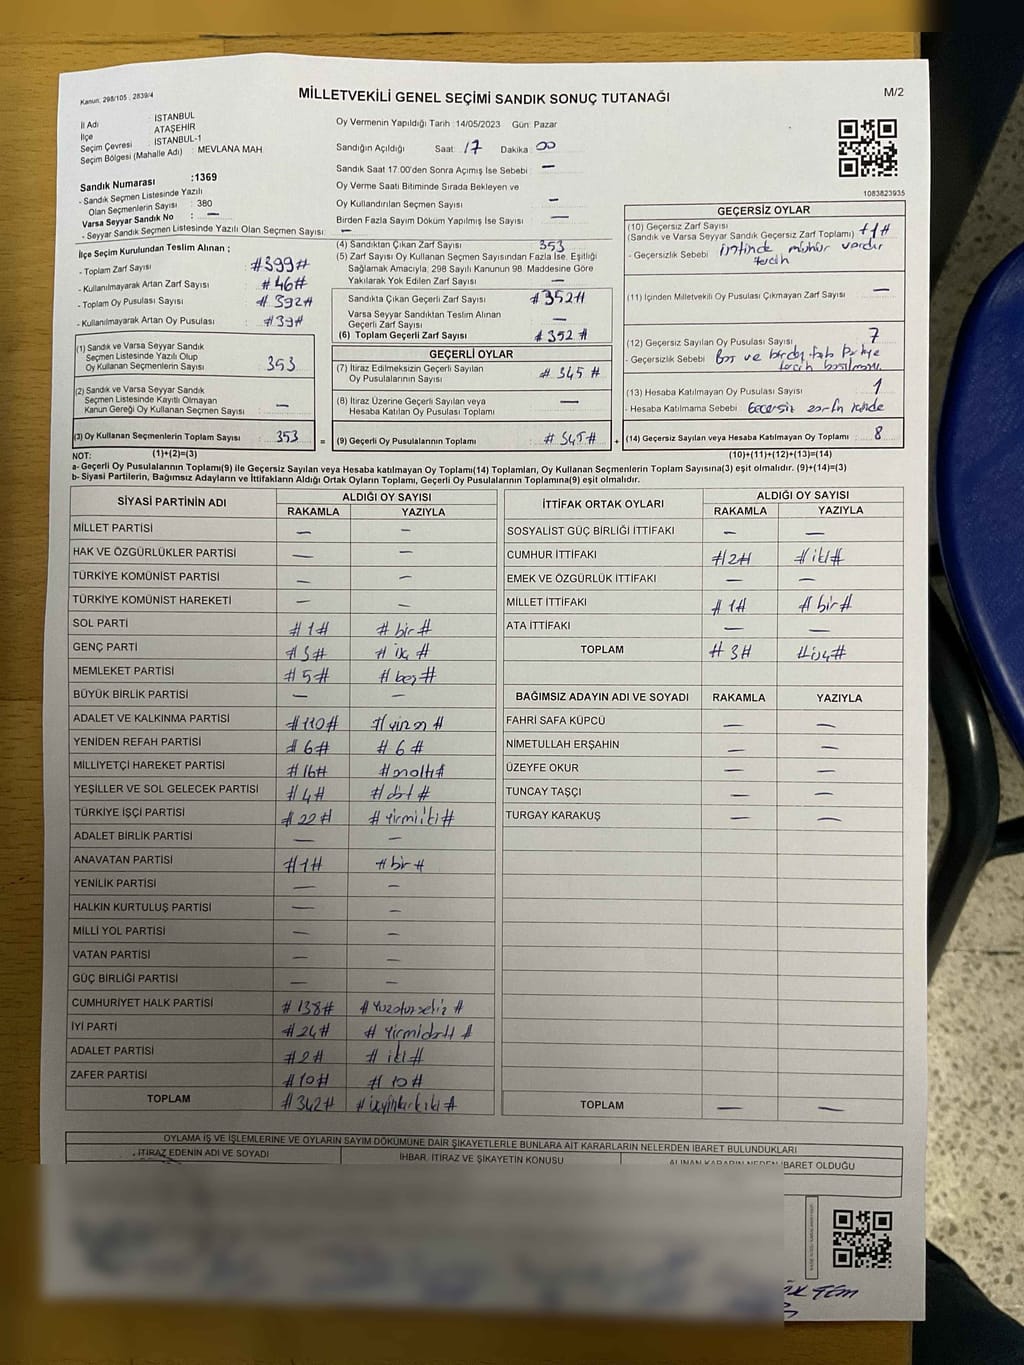 Kanun, 298/105 , 2839/4
MİLLETVEKİLİ GENEL SEÇİMİ SANDIK SONUÇ TUTANAĞI
M/2
İl Adı : İSTANBUL
İlçe ATAŞEHİR
Seçim Çevresi : İSTANBUL-1
Seçim Bölgesi (Mahalle Adı) : MEVLANA MAH
Sandık Numarası :1369
- Sandık Seçmen Listesinde Yazılı
Olan Seçmenlerin Sayısı : 380
Varsa Seyyar Sandık No : —
- Seyyar Sandık Seçmen Listesinde Yazılı Olan Seçmen Sayısı: —
Oy Vermenin Yapıldığı Tarih :14/05/2023 Gün: Pazar
Sandığın Açıldığı Saat: 17 Dakika: 00
Sandık Saat 17.00'den Sonra Açımış İse Sebebi : —
Oy Verme Saati Bitiminde Sırada Bekleyen ve
Oy Kullandırılan Seçmen Sayısı : —
Birden Fazla Sayım Döküm Yapılmış İse Sayısı : —
1083823935
İlçe Seçim Kurulundan Teslim Alınan ;
- Toplam Zarf Sayısı #399#
- Kullanılmayarak Artan Zarf Sayısı : #46#
- Toplam Oy Pusulası Sayısı : #392#
- Kullanılmayarak Artan Oy Pusulası : #39#
(1) Sandık ve Varsa Seyyar Sandık
Seçmen Listesinde Yazılı Olup
Oy Kullanan Seçmenlerin Sayısı : 353
(2) Sandık ve Varsa Seyyar Sandık
Seçmen Listesinde Kayıtlı Olmayan
Kanun Gereği Oy Kullanan Seçmen Sayısı : —
(3) Oy Kullanan Seçmenlerin Toplam Sayısı : 353 =
(4) Sandıktan Çıkan Zarf Sayısı 353
(5) Zarf Sayısı Oy Kullanan Seçmen Sayısından Fazla İse, Eşitliği
Sağlamak Amacıyla, 298 Sayılı Kanunun 98. Maddesine Göre
Yakılarak Yok Edilen Zarf Sayısı : —
Sandıkta Çıkan Geçerli Zarf Sayısı #352#
Varsa Seyyar Sandıktan Teslim Alınan
Geçerli Zarf Sayısı : —
(6) Toplam Geçerli Zarf Sayısı : #352#
GEÇERLİ OYLAR
(7) İtiraz Edilmeksizin Geçerli Sayılan
Oy Pusulalarının Sayısı : #345#
(8) İtiraz Üzerine Geçerli Sayılan veya
Hesaba Katılan Oy Pusulası Toplamı : —
(9) Geçerli Oy Pusulalarının Toplamı : #345# +
GEÇERSİZ OYLAR
(10) Geçersiz Zarf Sayısı
(Sandık ve Varsa Seyyar Sandık Geçersiz Zarf Toplamı) : #1#
- Geçersizlik Sebebi : üstünde mühür vardır
tercih
(11) İçinden Milletvekili Oy Pusulası Çıkmayan Zarf Sayısı : —
(12) Geçersiz Sayılan Oy Pusulası Sayısı : 7
- Geçersizlik Sebebi : Boş ve birden fazla Partiye
tercih
(13) Hesaba Katılmayan Oy Pusulası Sayısı : 1
- Hesaba Katılmama Sebebi : Geçersiz zarfın içinde
(14) Geçersiz Sayılan veya Hesaba Katılmayan Oy Toplamı : 8
NOT: (1)+(2)=(3) (10)+(11)+(12)+(13)=(14)
a- Geçerli Oy Pusulalarının Toplamı(9) ile Geçersiz Sayılan veya Hesaba katılmayan Oy Toplamı(14) Toplamları, Oy Kullanan Seçmenlerin Toplam Sayısına(3) eşit olmalıdır. (9)+(14)=(3)
b- Siyasi Partilerin, Bağımsız Adayların ve İttifakların Aldığı Ortak Oyların Toplamı, Geçerli Oy Pusulalarının Toplamına(9) eşit olmalıdır.
SİYASİ PARTİNİN ADI ALDIĞI OY SAYISI
RAKAMLA YAZIYLA
MİLLET PARTİSİ — —
HAK VE ÖZGÜRLÜKLER PARTİSİ — —
TÜRKİYE KOMÜNİST PARTİSİ — —
TÜRKİYE KOMÜNİST HAREKETİ — —
SOL PARTİ #1# #bir#
GENÇ PARTİ #3# #üç#
MEMLEKET PARTİSİ #5# #beş#
BÜYÜK BİRLİK PARTİSİ — —
ADALET VE KALKINMA PARTİSİ #110# #yüzon#
YENİDEN REFAH PARTİSİ #6# #6#
MİLLİYETÇİ HAREKET PARTİSİ #16# #onaltı#
YEŞİLLER VE SOL GELECEK PARTİSİ #4# #dört#
TÜRKİYE İŞÇİ PARTİSİ #22# #Yirmiiki#
ADALET BİRLİK PARTİSİ — —
ANAVATAN PARTİSİ #1# #bir#
YENİLİK PARTİSİ — —
HALKIN KURTULUŞ PARTİSİ — —
MİLLİ YOL PARTİSİ — —
VATAN PARTİSİ — —
GÜÇ BİRLİĞİ PARTİSİ — —
CUMHURİYET HALK PARTİSİ #138# #Yüzotuzsekiz#
İYİ PARTİ #24# #Yirmidört#
ADALET PARTİSİ #2# #iki#
ZAFER PARTİSİ #10# #10#
TOPLAM #342# #üçyüzkırkiki#
İTTİFAK ORTAK OYLARI ALDIĞI OY SAYISI
RAKAMLA YAZIYLA
SOSYALİST GÜÇ BİRLİĞİ İTTİFAKI — —
CUMHUR İTTİFAKI #2# #iki#
EMEK VE ÖZGÜRLÜK İTTİFAKI — —
MİLLET İTTİFAKI #1# #bir#
ATA İTTİFAKI — —
TOPLAM #3# #üç#
BAĞIMSIZ ADAYIN ADI VE SOYADI RAKAMLA YAZIYLA
FAHRİ SAFA KÜPCÜ — —
NİMETULLAH ERŞAHİN — —
ÜZEYFE OKUR — —
TUNCAY TAŞÇI — —
TURGAY KARAKUŞ — —
TOPLAM — —
OYLAMA İŞ VE İŞLEMLERİNE VE OYLARIN SAYIM DÖKÜMÜNE DAİR ŞİKAYETLERLE BUNLARA AİT KARARLARIN NELERDEN İBARET BULUNDUKLARI
İTİRAZ EDENİN ADI VE SOYADI İHBAR, İTİRAZ VE ŞİKAYETİN KONUSU ALINAN KARARIN NEDEN İBARET OLDUĞU